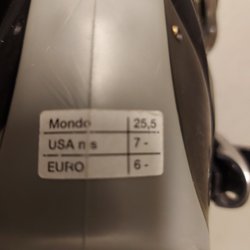 Mondo 25,5
USA m/s 7 -
EURO 6 -